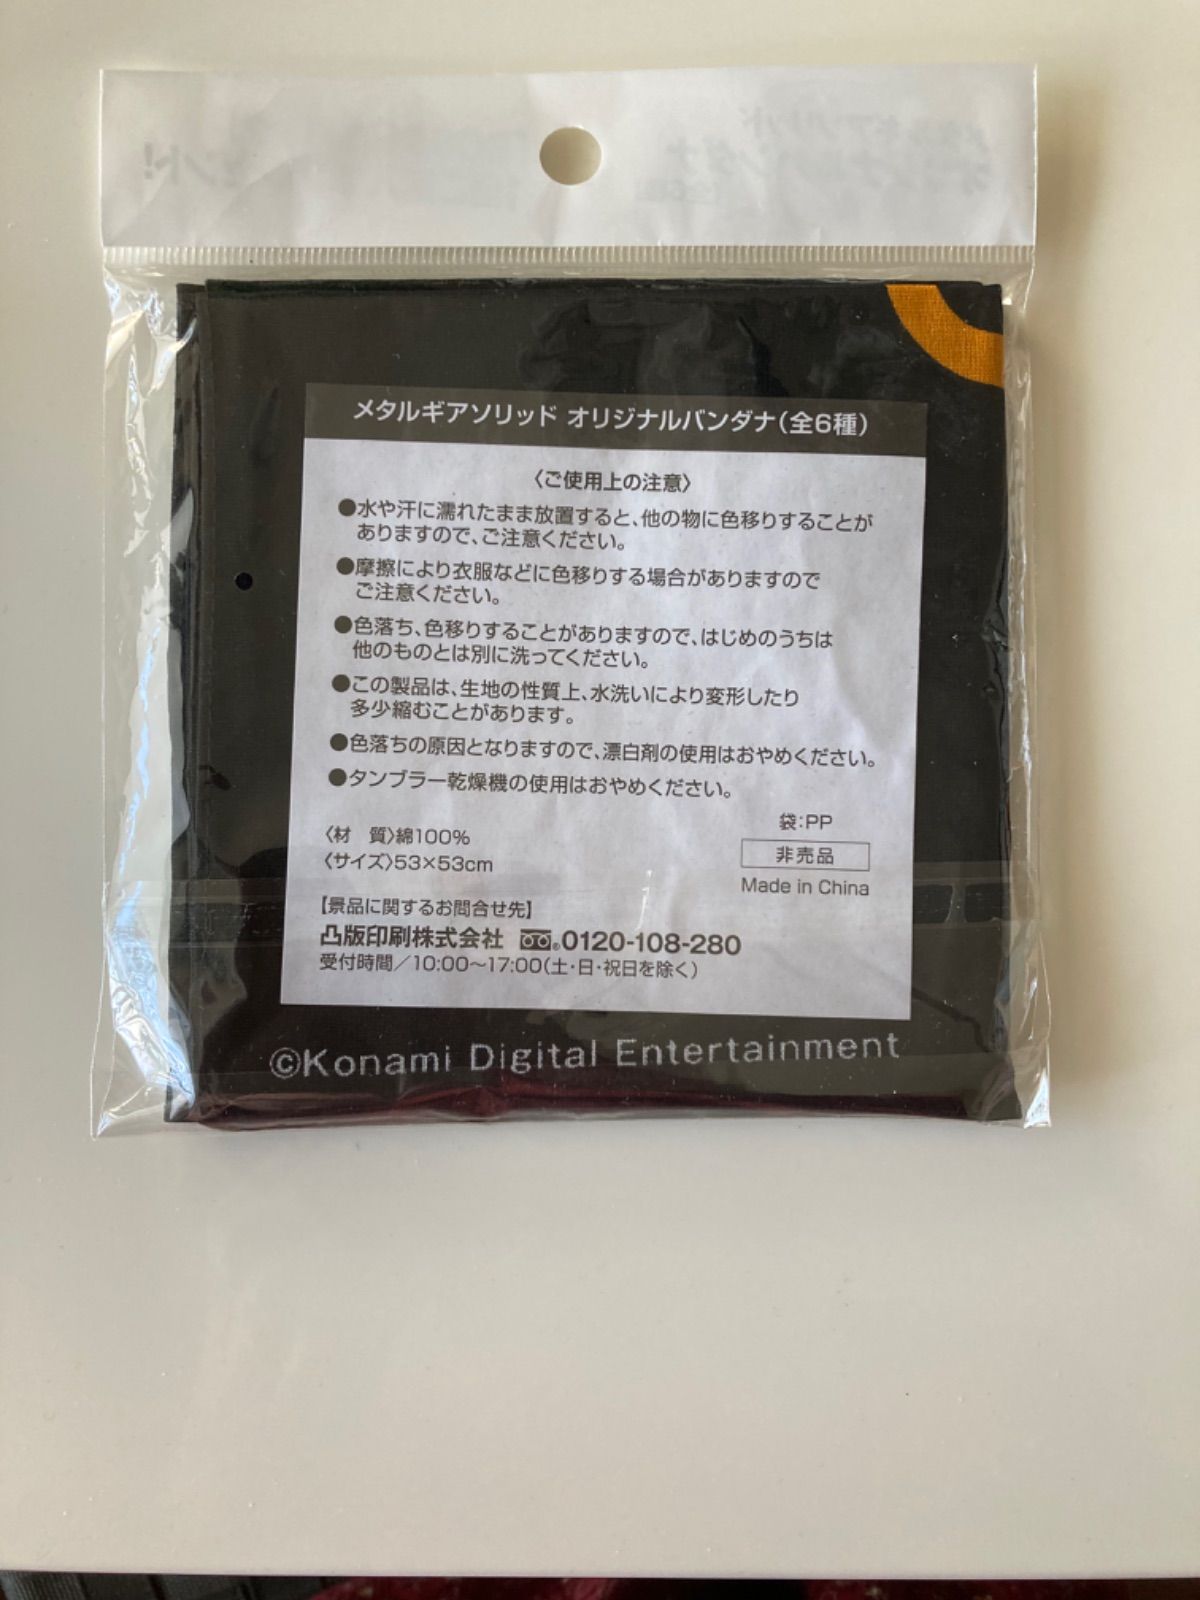 メタルギアソリッド オリジナルバンダナ(全6種)
〈ご使用上の注意〉
●水や汗に濡れたまま放置すると、他の物に色移りすることが
ありますので、ご注意ください。
●摩擦により衣服などに色移りする場合がありますので
ご注意ください。
●色落ち、色移りすることがありますので、はじめのうちは
他のものとは別に洗ってください。
●この製品は、生地の性質上、水洗いにより変形したり
多少縮むことがあります。
●色落ちの原因となりますので、漂白剤の使用はおやめください。
●タンブラー乾燥機の使用はおやめください。
〈材 質〉綿100%
〈サイズ〉53×53cm
袋:PP
非売品
Made in China
【景品に関するお問合せ先】
凸版印刷株式会社 0120-108-280
受付時間/10:00〜17:00(土・日・祝日を除く)
©Konami Digital Entertainment